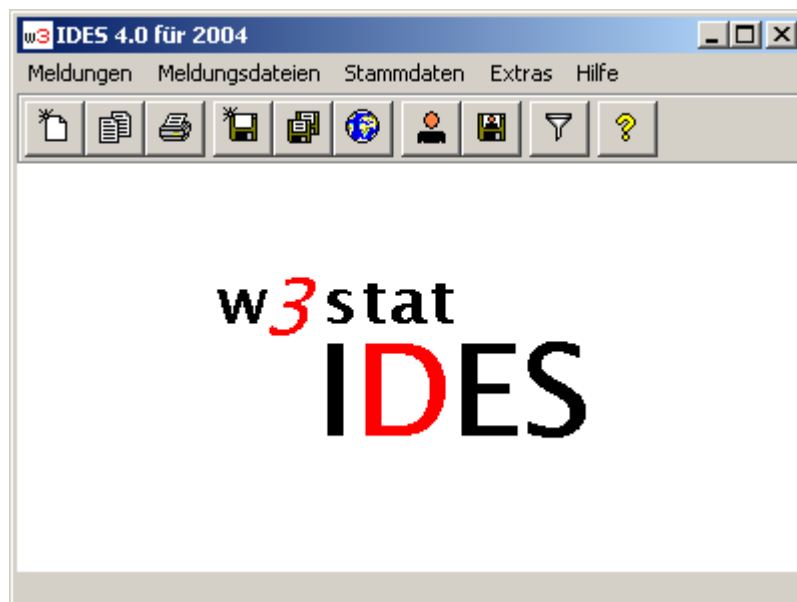 w3 IDES 4.0 für 2004
Meldungen Meldungsdateien Stammdaten Extras Hilfe
w3stat
IDES